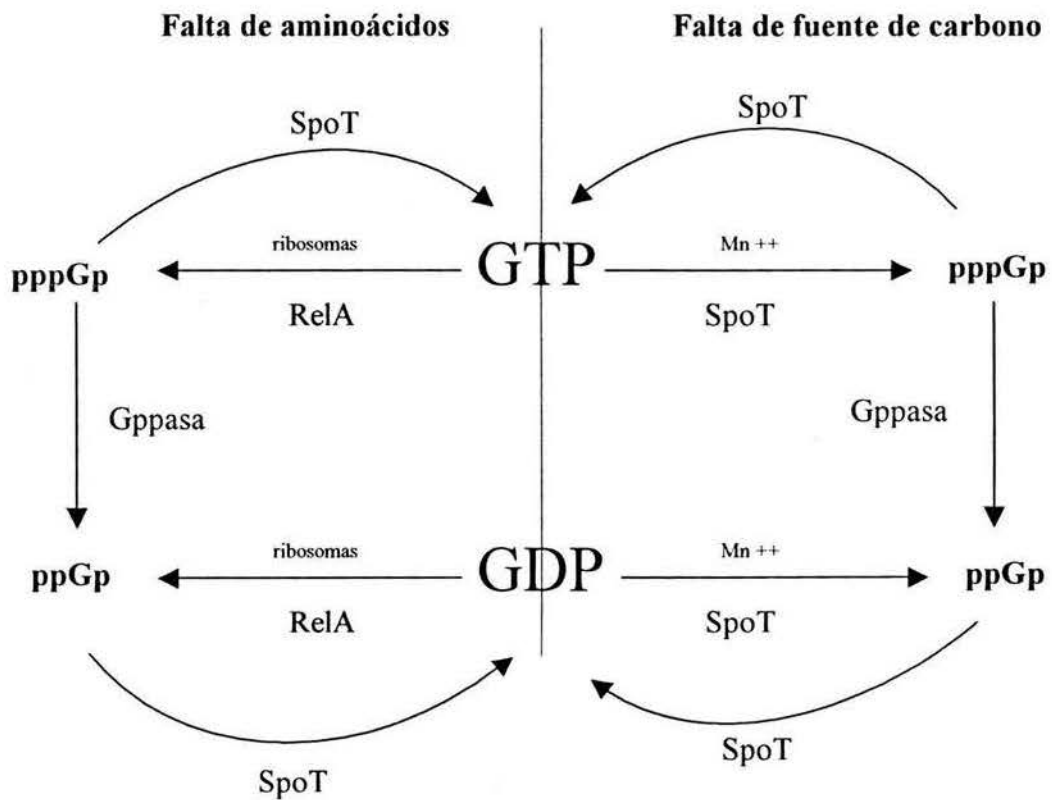 Falta de aminoácidos
Falta de fuente de carbono
SpoT
SpoT
pppGp
ribosomas
GTP
Mn ++
pppGp
RelA
SpoT
Gppasa
Gppasa
ppGp
ribosomas
GDP
Mn ++
ppGp
RelA
SpoT
SpoT
SpoT